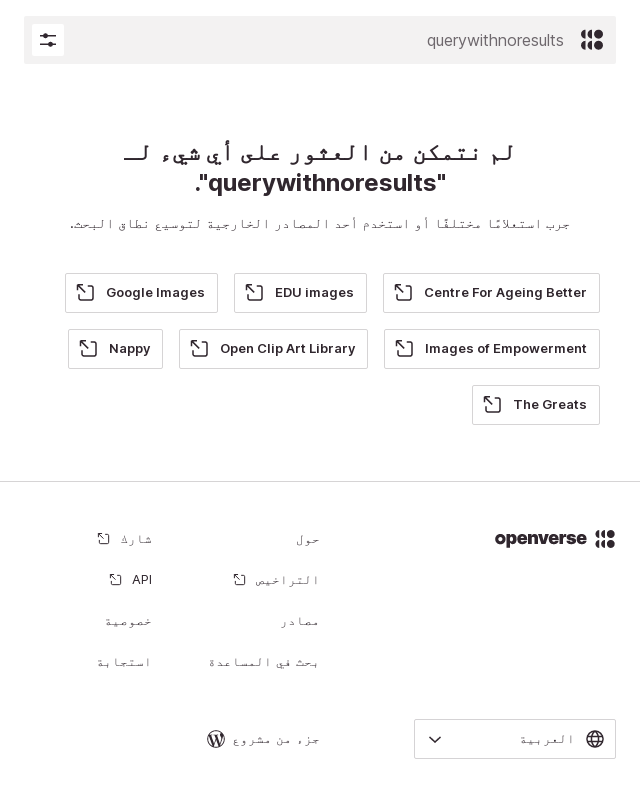 querywithnoresults
لم نتمكن من العثور على أي شيء لـ
"querywithnoresults".
جرب استعلامًا مختلفًا أو استخدم أحد المصادر الخارجية لتوسيع نطاق البحث.
Centre For Ageing Better
EDU images
Google Images
Images of Empowerment
Open Clip Art Library
Nappy
The Greats
openverse
حول
شارك
التراخيص
API
مصادر
خصوصية
بحث في المساعدة
استجابة
العربية
جزء من مشروع